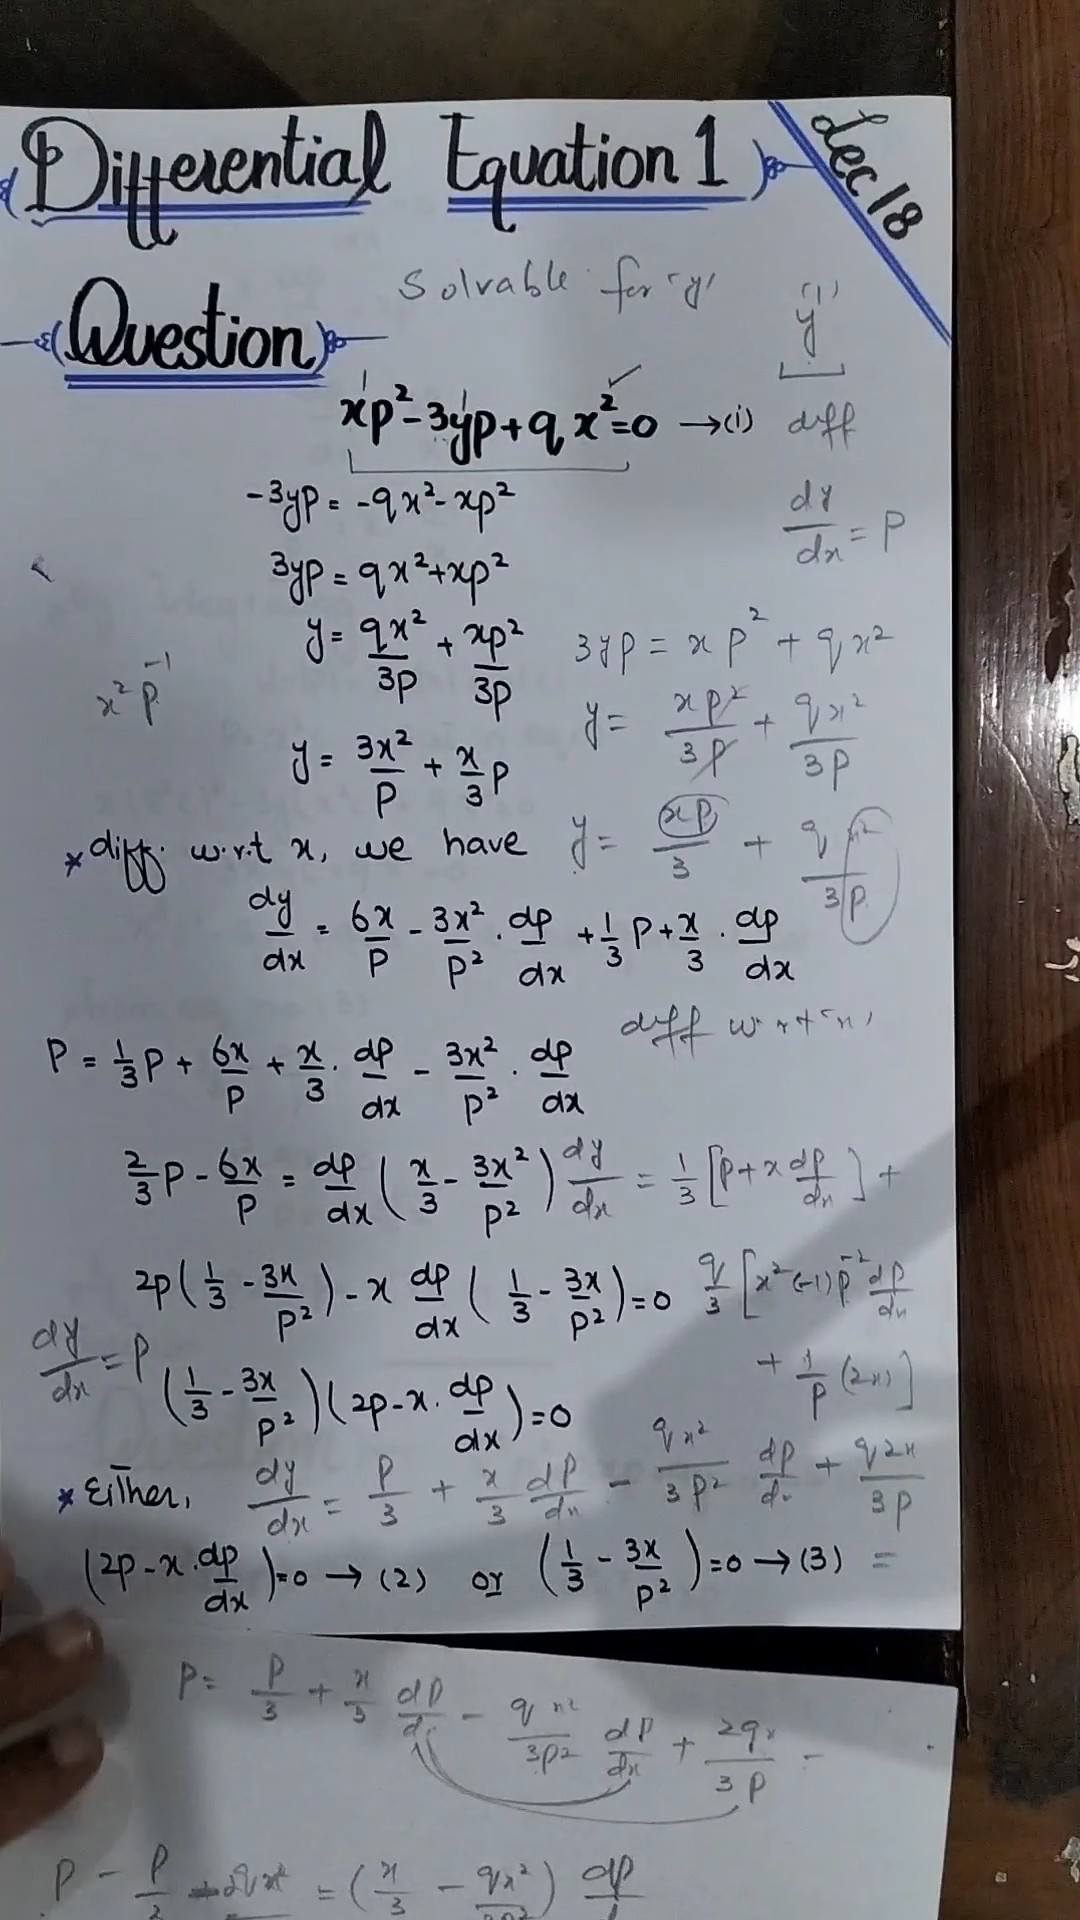 Differential Equation 1
Lec 18
Solvable for 'y'
Question
'1'
y
xp² - 3yp + 9x² = 0 → (i)
diff
-3yp = -9x² - xp²
dy/dx = P
3yp = 9x² + xp²
y = 9x²/3p + xp²/3p
3yp = xp² + 9x²
x² p⁻¹
y = xp²/3p + 9x²/3p
y = 3x²/p + x/3 p
* diff. w.r.t x, we have
y = xp/3 + 9x²/3p
dy/dx = 6x/p - 3x²/p² . dp/dx + 1/3 p + x/3 . dp/dx
diff w.r.t 'x'
P = 1/3 p + 6x/p + x/3 . dp/dx - 3x²/p² . dp/dx
2/3 p - 6x/p = dp/dx (x/3 - 3x²/p²)
dy/dx = 1/3 [p + x dp/dx] +
2p (1/3 - 3x/p²) - x dp/dx (1/3 - 3x/p²) = 0
9/3 [x² (-1) p⁻² dp/dx
dy/dx = P
+ 1/p (2x)]
(1/3 - 3x/p²) (2p - x . dp/dx) = 0
* Either,
dy/dx = P/3 + x/3 dp/dx - 9x²/3p² dp/dx + 9 2x/3p
(2p - x . dp/dx) = 0 → (2) or (1/3 - 3x/p²) = 0 → (3) =
P = P/3 + x/3 dp/d - 9x²/3p² dp/dx + 29x/3p -
P - P/ = (x/3 - 9x²/) dp/